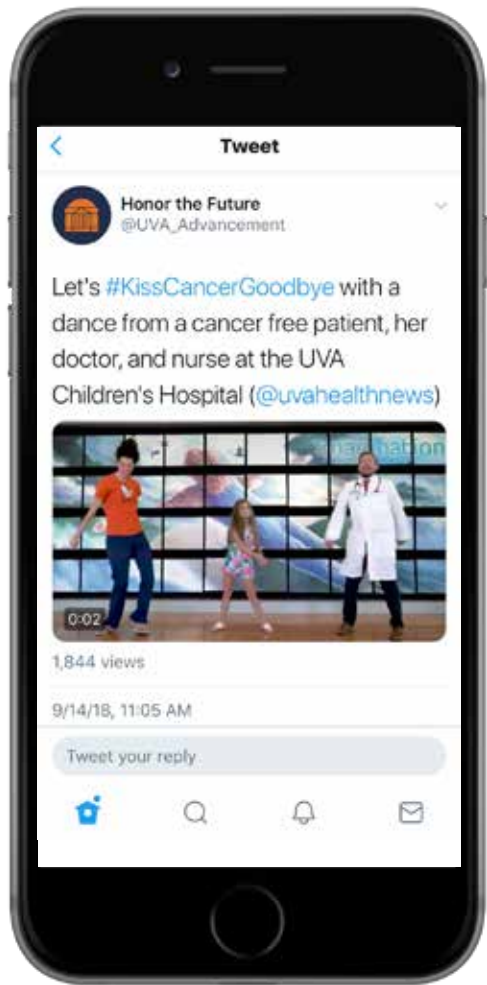 Tweet
Honor the Future
@UVA_Advancement
Let's #KissCancerGoodbye with a
dance from a cancer free patient, her
doctor, and nurse at the UVA
Children's Hospital (@uvahealthnews)
0:02
1,844 views
9/14/18, 11:05 AM
Tweet your reply